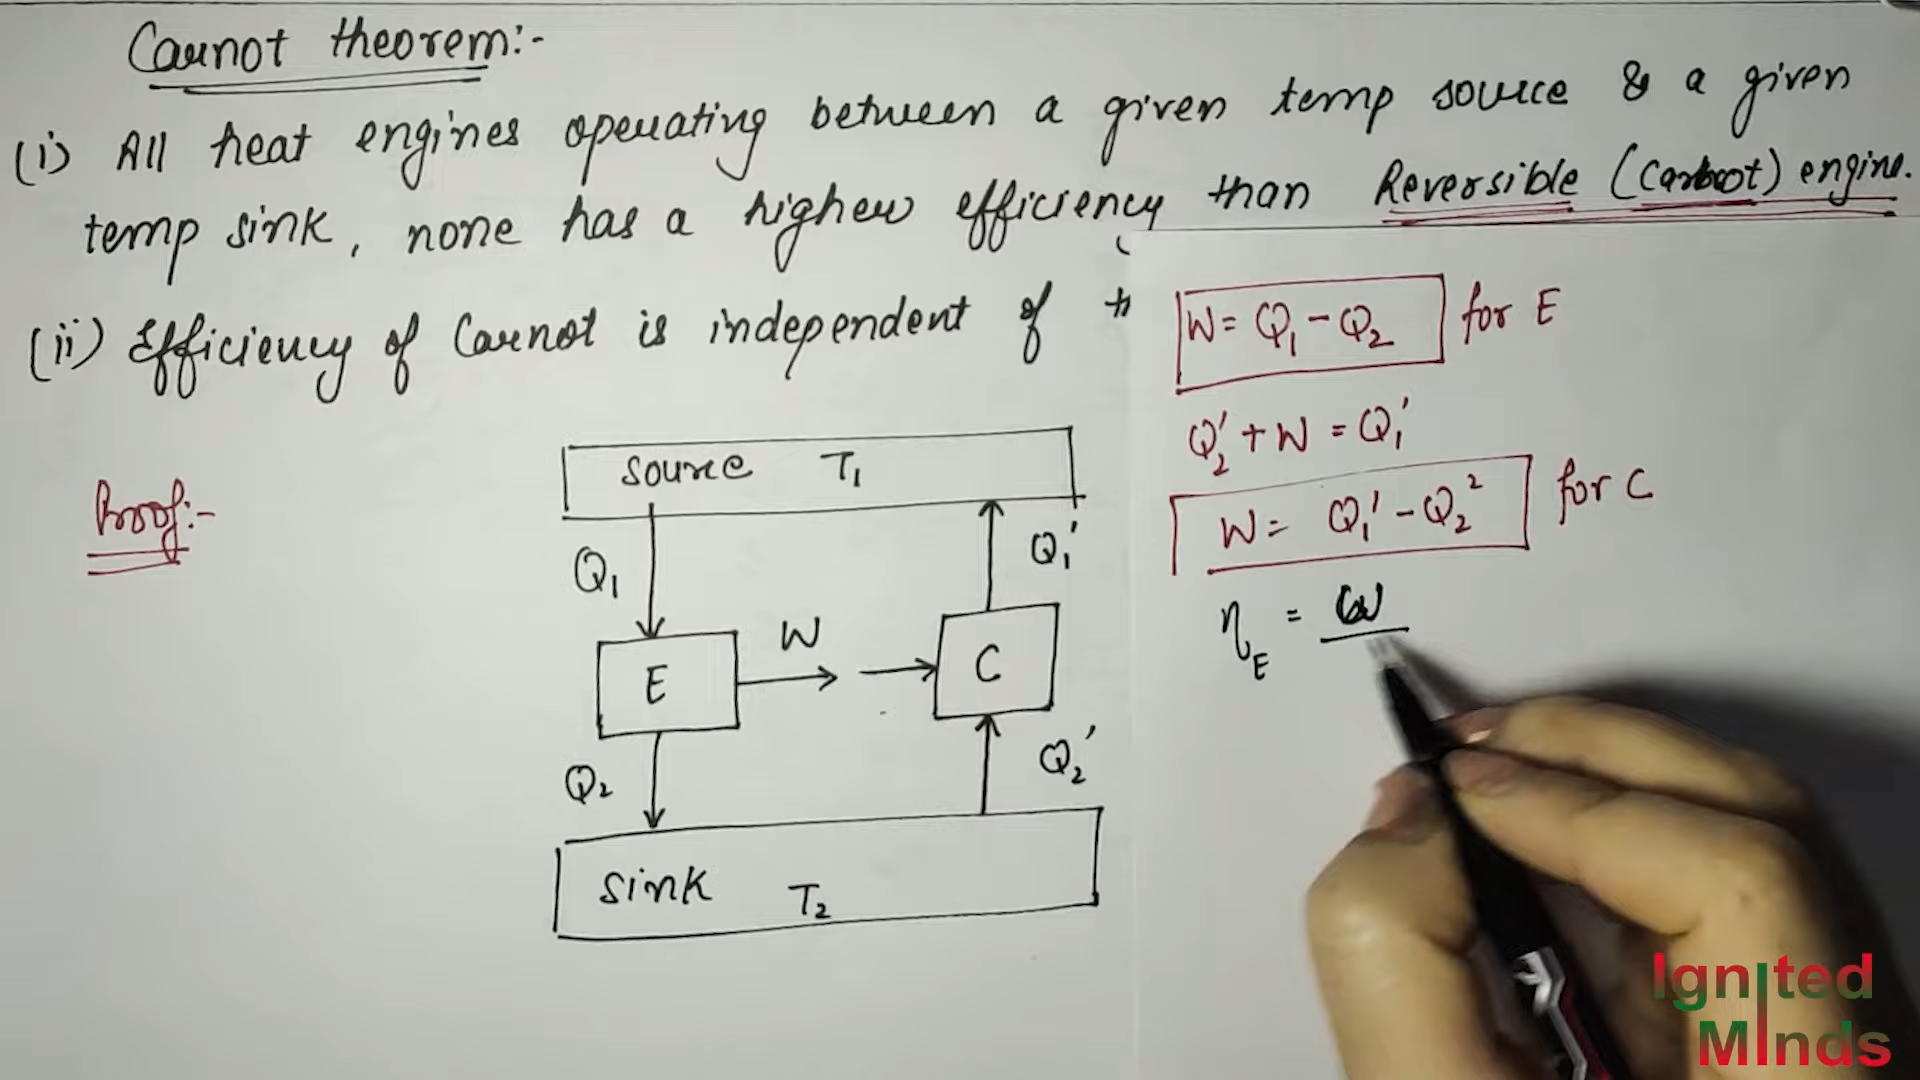 Carnot theorem:-
(i) All heat engines operating between a given temp source & a given
temp sink, none has a higher efficiency than Reversible (Carnot) engine.
(ii) Efficiency of Carnot is independent of
W = Q₁ - Q₂ for E
Q₂' + W = Q₁'
W = Q₁' - Q₂² for C
η_E = W
Proof:-
Source T₁
Q₁
Q₁'
E
W
C
Q₂
Q₂'
Sink T₂
Ignited
Minds